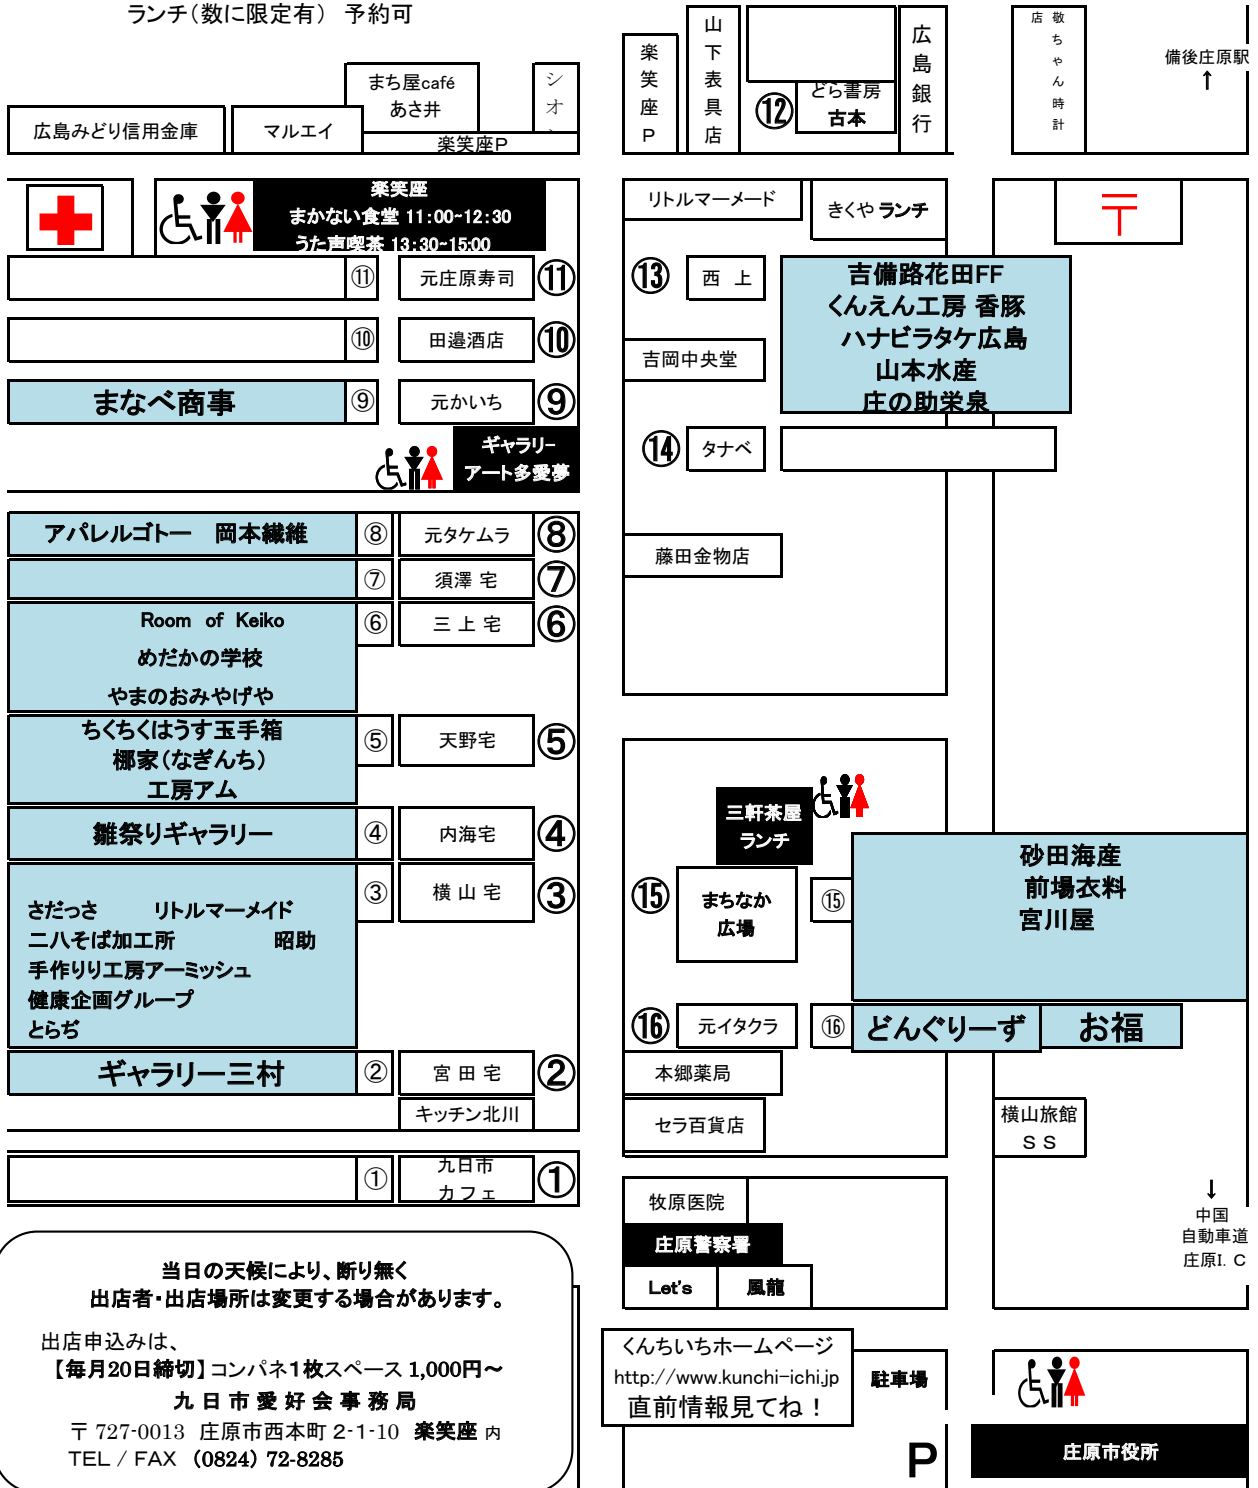 ランチ（数に限定有） 予約可
広島みどり信用金庫
マルエイ
まち屋café
あさ井
シオ
楽笑座P
楽笑座P
山下表具店
⑫
どら書房
古本
広島銀行
敬ちゃん時計店
備後庄原駅
↑
楽笑座
まかない食堂 11:00~12:30
うた声喫茶 13:30~15:00
⑪
元庄原寿司
⑪
⑩
田邉酒店
⑩
まなべ商事
⑨
元かいち
⑨
ギャラリー
アート多愛夢
アパレルゴトー 岡本繊維
⑧
元タケムラ
⑧
⑦
須澤 宅
⑦
Room of Keiko
めだかの学校
やまのおみやげや
⑥
三 上 宅
⑥
ちくちくはうす玉手箱
梛家（なぎんち）
工房アム
⑤
天野宅
⑤
雛祭りギャラリー
④
内海宅
④
さだっさ リトルマーメイド
二八そば加工所 昭助
手作りり工房アーミッシュ
健康企画グループ
とらぢ
③
横 山 宅
③
ギャラリー三村
②
宮 田 宅
②
キッチン北川
①
九日市
カフェ
①
リトルマーメード
きくや ランチ
〒
⑬
西 上
吉備路花田FF
くんえん工房 香豚
ハナビラタケ広島
山本水産
庄の助栄泉
吉岡中央堂
⑭
タナベ
藤田金物店
三軒茶屋
ランチ
⑮
まちなか
広場
⑮
砂田海産
前場衣料
宮川屋
⑯
元イタクラ
⑯
どんぐりーず
お福
本郷薬局
セラ百貨店
横山旅館
ＳＳ
牧原医院
庄原警察署
Let's
風龍
↓
中国
自動車道
庄原I. C
当日の天候により、断り無く
出店者・出店場所は変更する場合があります。
出店申込みは、
【毎月20日締切】コンパネ1枚スペース 1,000円～
九 日 市 愛 好 会 事 務 局
〒 727-0013 庄原市西本町 2-1-10 楽笑座 内
TEL / FAX (0824) 72-8285
くんちいちホームページ
http://www.kunchi-ichi.jp
直前情報見てね！
駐車場
P
庄原市役所